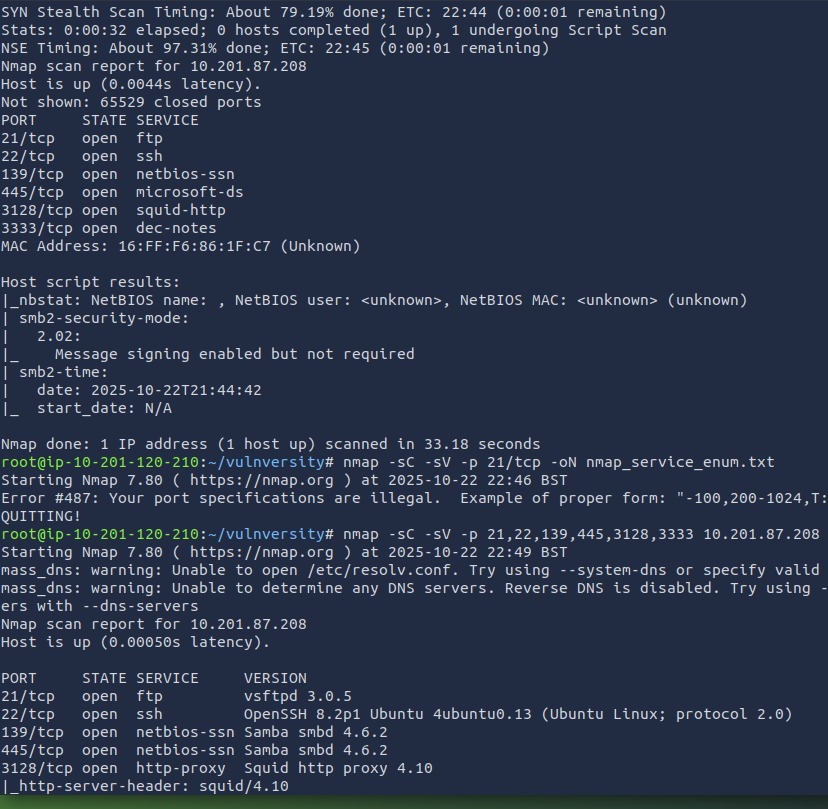 SYN Stealth Scan Timing: About 79.19% done; ETC: 22:44 (0:00:01 remaining)
Stats: 0:00:32 elapsed; 0 hosts completed (1 up), 1 undergoing Script Scan
NSE Timing: About 97.31% done; ETC: 22:45 (0:00:01 remaining)
Nmap scan report for 10.201.87.208
Host is up (0.0044s latency).
Not shown: 65529 closed ports
PORT     STATE SERVICE
21/tcp   open  ftp
22/tcp   open  ssh
139/tcp  open  netbios-ssn
445/tcp  open  microsoft-ds
3128/tcp open  squid-http
3333/tcp open  dec-notes
MAC Address: 16:FF:F6:86:1F:C7 (Unknown)

Host script results:
|_nbstat: NetBIOS name: , NetBIOS user: <unknown>, NetBIOS MAC: <unknown> (unknown)
| smb2-security-mode:
|   2.02:
|_    Message signing enabled but not required
| smb2-time:
|   date: 2025-10-22T21:44:42
|_  start_date: N/A

Nmap done: 1 IP address (1 host up) scanned in 33.18 seconds
root@ip-10-201-120-210:~/vulnversity# nmap -sC -sV -p 21/tcp -oN nmap_service_enum.txt
Starting Nmap 7.80 ( https://nmap.org ) at 2025-10-22 22:46 BST
Error #487: Your port specifications are illegal.  Example of proper form: "-100,200-1024,T:
QUITTING!
root@ip-10-201-120-210:~/vulnversity# nmap -sC -sV -p 21,22,139,445,3128,3333 10.201.87.208
Starting Nmap 7.80 ( https://nmap.org ) at 2025-10-22 22:49 BST
mass_dns: warning: Unable to open /etc/resolv.conf. Try using --system-dns or specify valid
mass_dns: warning: Unable to determine any DNS servers. Reverse DNS is disabled. Try using -
ers with --dns-servers
Nmap scan report for 10.201.87.208
Host is up (0.00050s latency).

PORT     STATE SERVICE     VERSION
21/tcp   open  ftp         vsftpd 3.0.5
22/tcp   open  ssh         OpenSSH 8.2p1 Ubuntu 4ubuntu0.13 (Ubuntu Linux; protocol 2.0)
139/tcp  open  netbios-ssn Samba smbd 4.6.2
445/tcp  open  netbios-ssn Samba smbd 4.6.2
3128/tcp open  http-proxy  Squid http proxy 4.10
|_http-server-header: squid/4.10